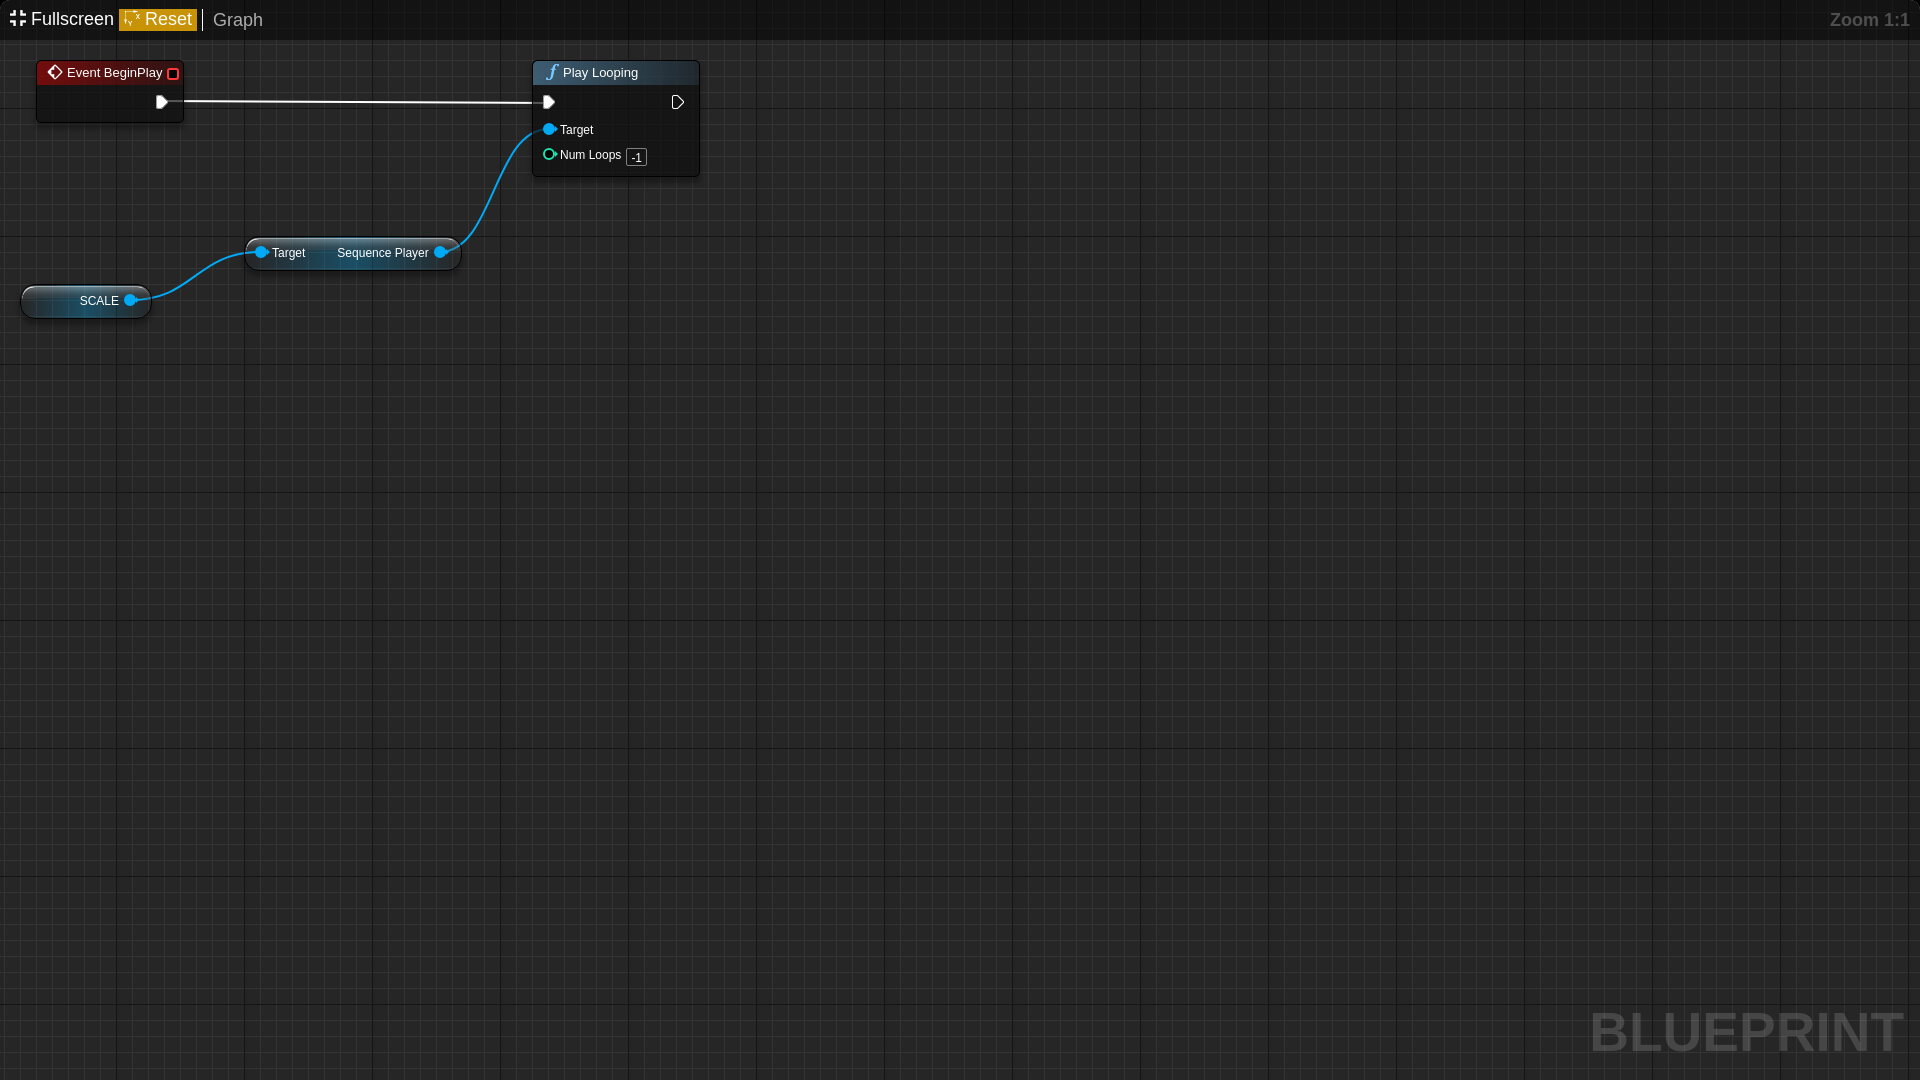 Fullscreen Reset Graph Zoom 1:1
Event BeginPlay
Play Looping
Target
Num Loops -1
Target Sequence Player
SCALE
BLUEPRINT